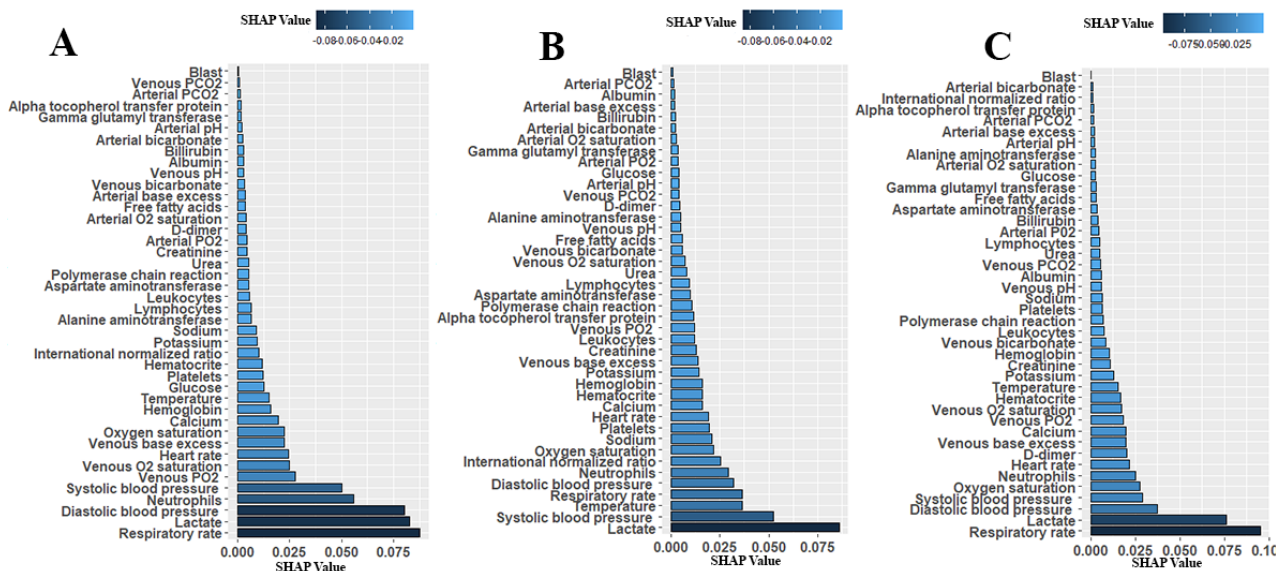 SHAP Value
-0.08-0.06-0.04-0.02
A
Blast
Venous PCO2
Arterial PCO2
Alpha tocopherol transfer protein
Gamma glutamyl transferase
Arterial pH
Arterial bicarbonate
Billirubin
Albumin
Venous pH
Venous bicarbonate
Arterial base excess
Free fatty acids
Arterial O2 saturation
D-dimer
Arterial PO2
Creatinine
Urea
Polymerase chain reaction
Aspartate aminotransferase
Leukocytes
Lymphocytes
Alanine aminotransferase
Sodium
Potassium
International normalized ratio
Hematocrite
Platelets
Glucose
Temperature
Hemoglobin
Calcium
Oxygen saturation
Venous base excess
Heart rate
Venous O2 saturation
Venous PO2
Systolic blood pressure
Neutrophils
Diastolic blood pressure
Lactate
Respiratory rate
0.000 0.025 0.050 0.075
SHAP Value
SHAP Value
-0.08-0.06-0.04-0.02
B
Blast
Arterial PCO2
Albumin
Arterial base excess
Billirubin
Arterial bicarbonate
Arterial O2 saturation
Gamma glutamyl transferase
Arterial PO2
Glucose
Arterial pH
Venous PCO2
D-dimer
Alanine aminotransferase
Venous pH
Free fatty acids
Venous bicarbonate
Venous O2 saturation
Urea
Lymphocytes
Aspartate aminotransferase
Polymerase chain reaction
Alpha tocopherol transfer protein
Venous PO2
Leukocytes
Creatinine
Venous base excess
Potassium
Hemoglobin
Hematocrite
Calcium
Heart rate
Platelets
Sodium
Oxygen saturation
International normalized ratio
Neutrophils
Diastolic blood pressure
Respiratory rate
Temperature
Systolic blood pressure
Lactate
0.000 0.025 0.050 0.075
SHAP Value
SHAP Value
-0.075-0.050-0.025
C
Blast
Arterial bicarbonate
International normalized ratio
Alpha tocopherol transfer protein
Arterial PCO2
Arterial base excess
Arterial pH
Alanine aminotransferase
Arterial O2 saturation
Glucose
Gamma glutamyl transferase
Free fatty acids
Aspartate aminotransferase
Billirubin
Arterial P02
Lymphocytes
Urea
Venous PCO2
Albumin
Venous pH
Sodium
Platelets
Polymerase chain reaction
Leukocytes
Venous bicarbonate
Hemoglobin
Creatinine
Potassium
Temperature
Hematocrite
Venous O2 saturation
Venous PO2
Calcium
Venous base excess
D-dimer
Heart rate
Neutrophils
Oxygen saturation
Systolic blood pressure
Diastolic blood pressure
Lactate
Respiratory rate
0.000 0.025 0.050 0.075 0.10
SHAP Value